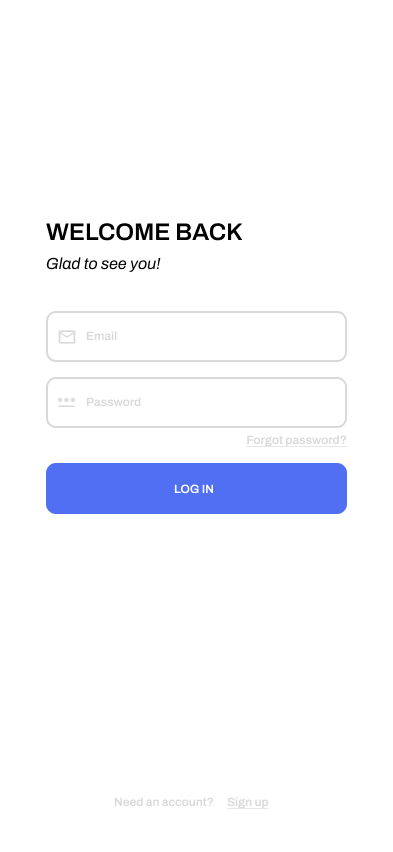 WELCOME BACK
Glad to see you!
Email
Password
Forgot password?
LOG IN
Need an account? Sign up